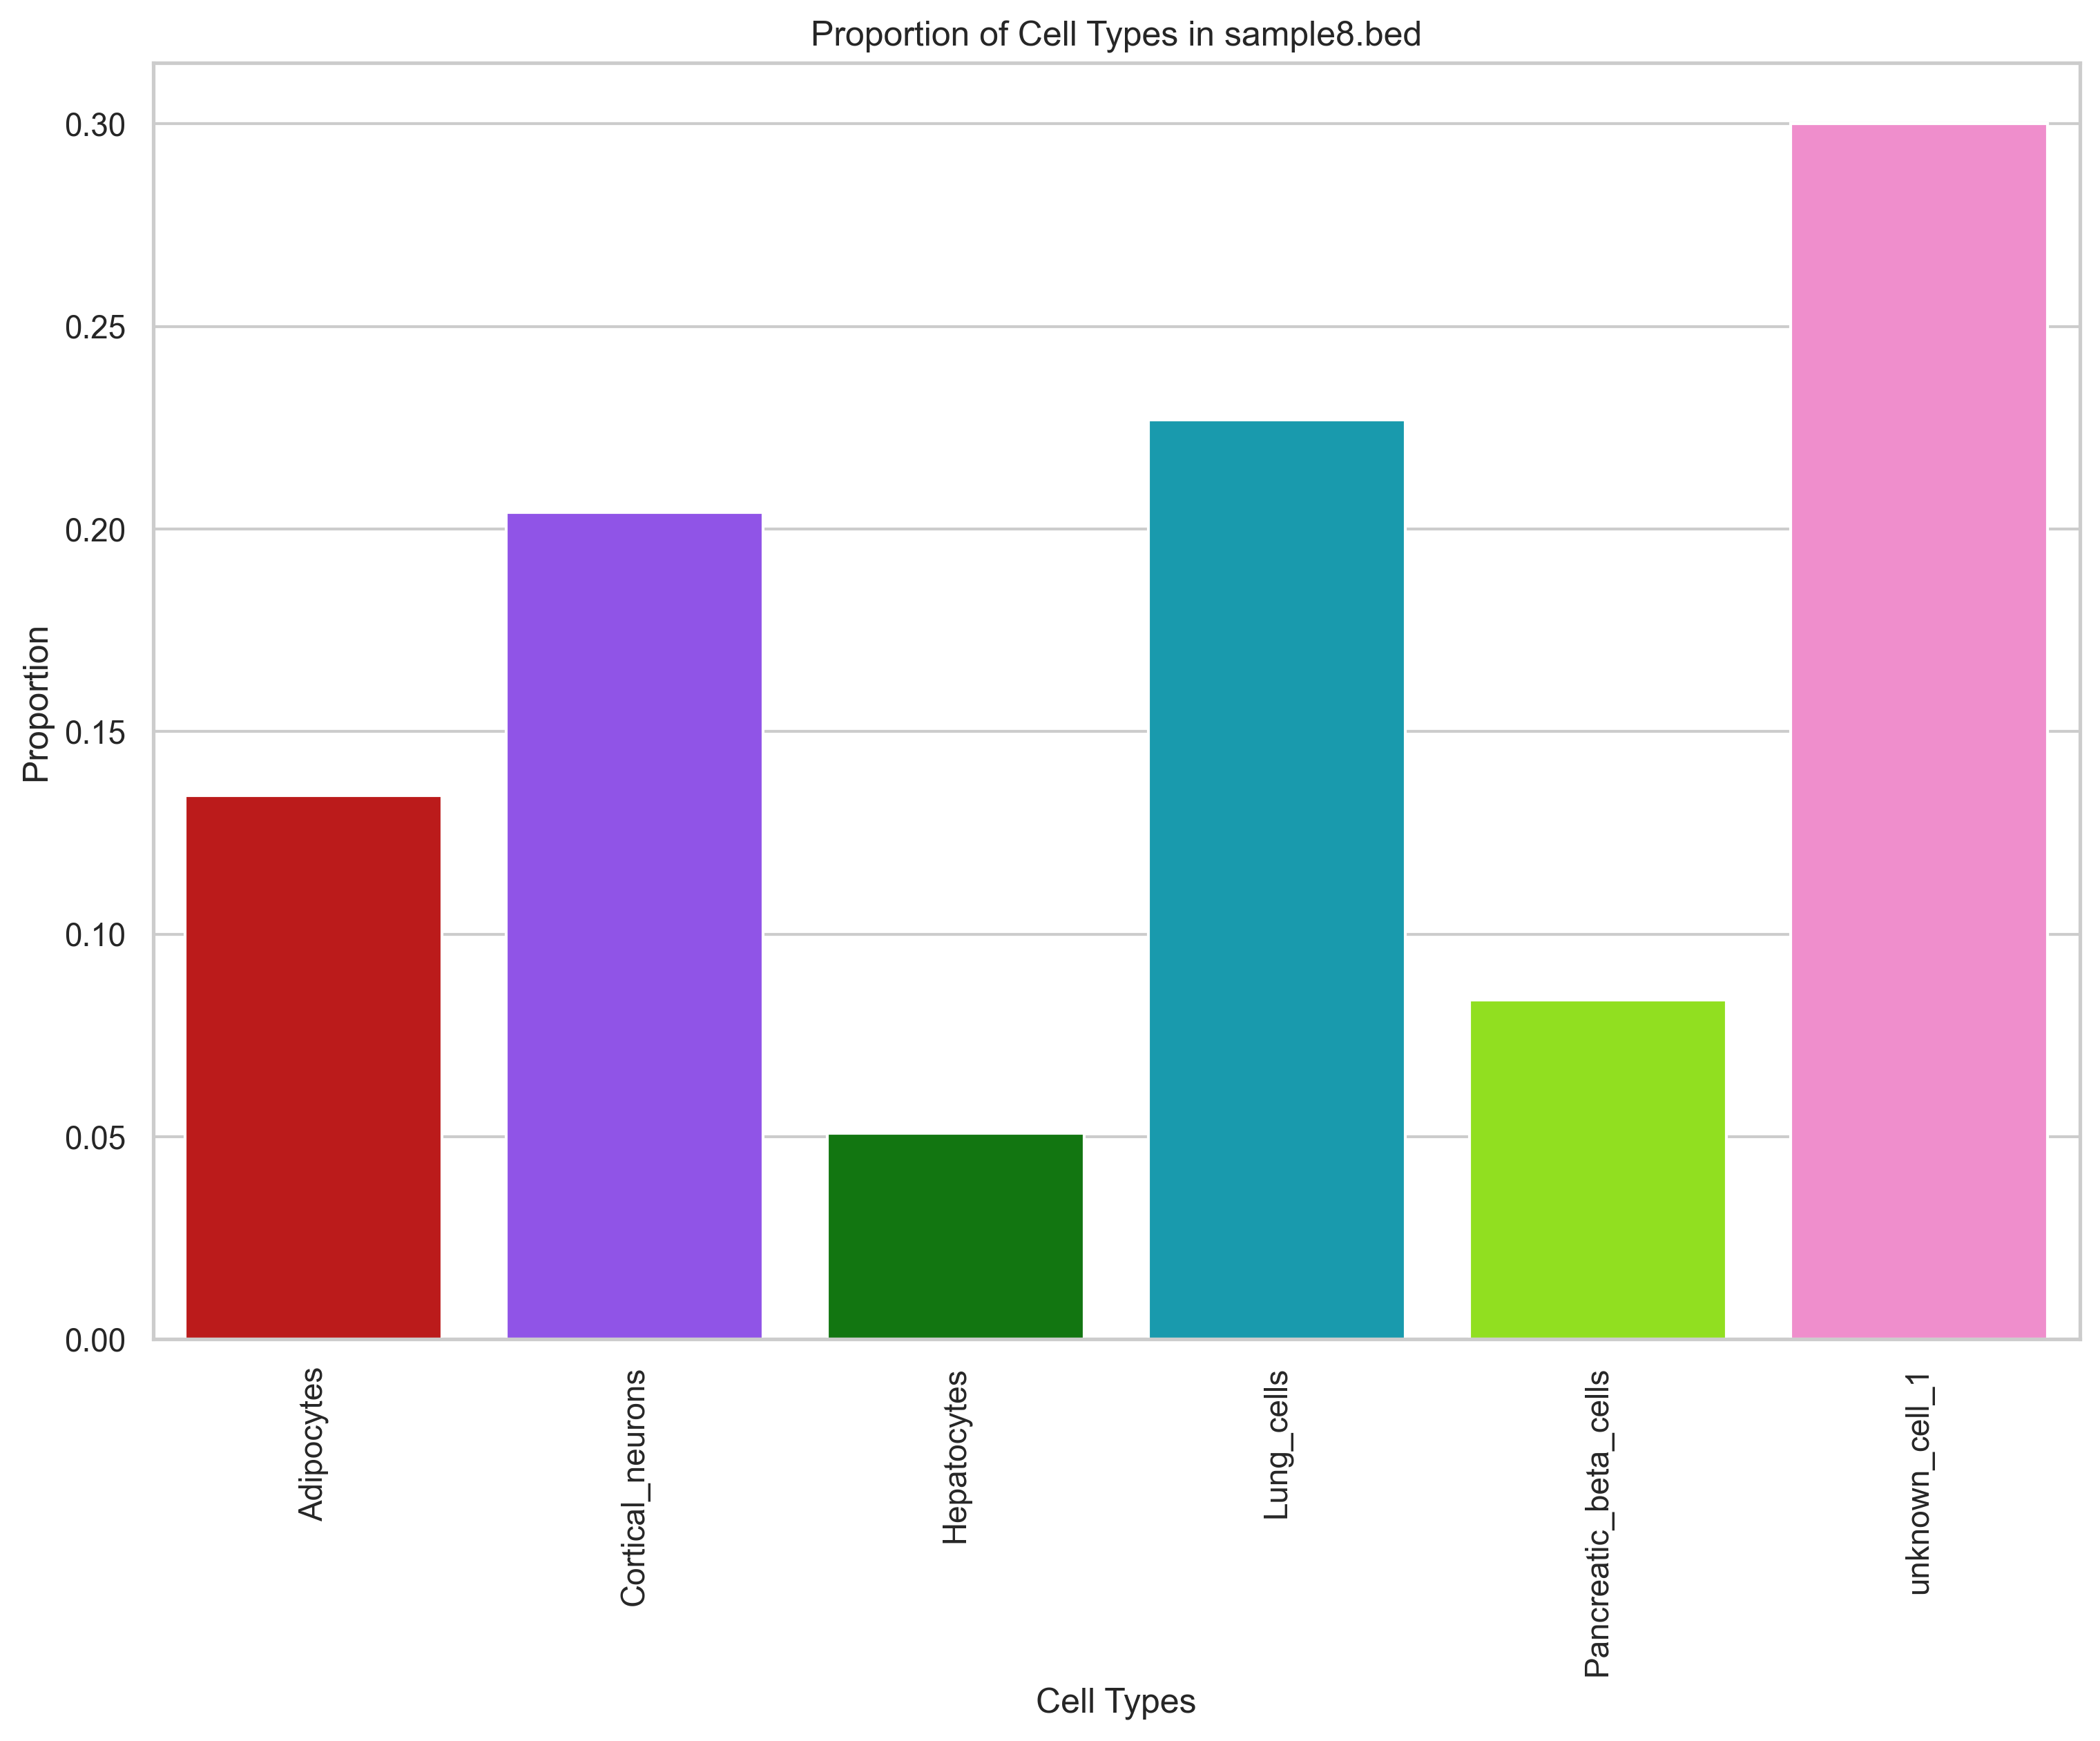 Proportion of Cell Types in sample8.bed
Proportion
0.30
0.25
0.20
0.15
0.10
0.05
0.00
Adipocytes
Cortical_neurons
Hepatocytes
Lung_cells
Pancreatic_beta_cells
unknown_cell_1
Cell Types